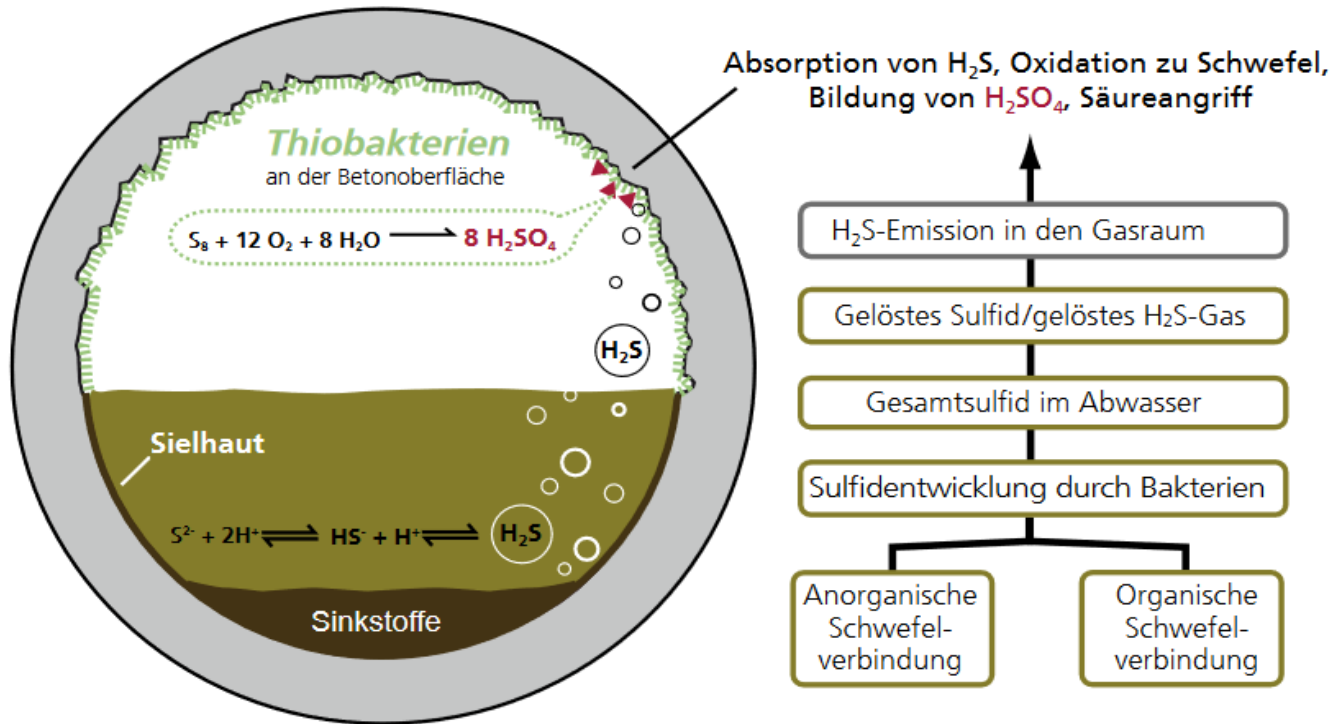 Absorption von H₂S, Oxidation zu Schwefel,
Bildung von H₂SO₄, Säureangriff
Thiobakterien
an der Betonoberfläche
S₈ + 12 O₂ + 8 H₂O ⟶ 8 H₂SO₄
H₂S
Sielhaut
S²⁻ + 2H⁺ ⇌ HS⁻ + H⁺ ⇌ H₂S
Sinkstoffe
H₂S-Emission in den Gasraum
Gelöstes Sulfid/gelöstes H₂S-Gas
Gesamtsulfid im Abwasser
Sulfidentwicklung durch Bakterien
Anorganische
Schwefel-
verbindung
Organische
Schwefel-
verbindung